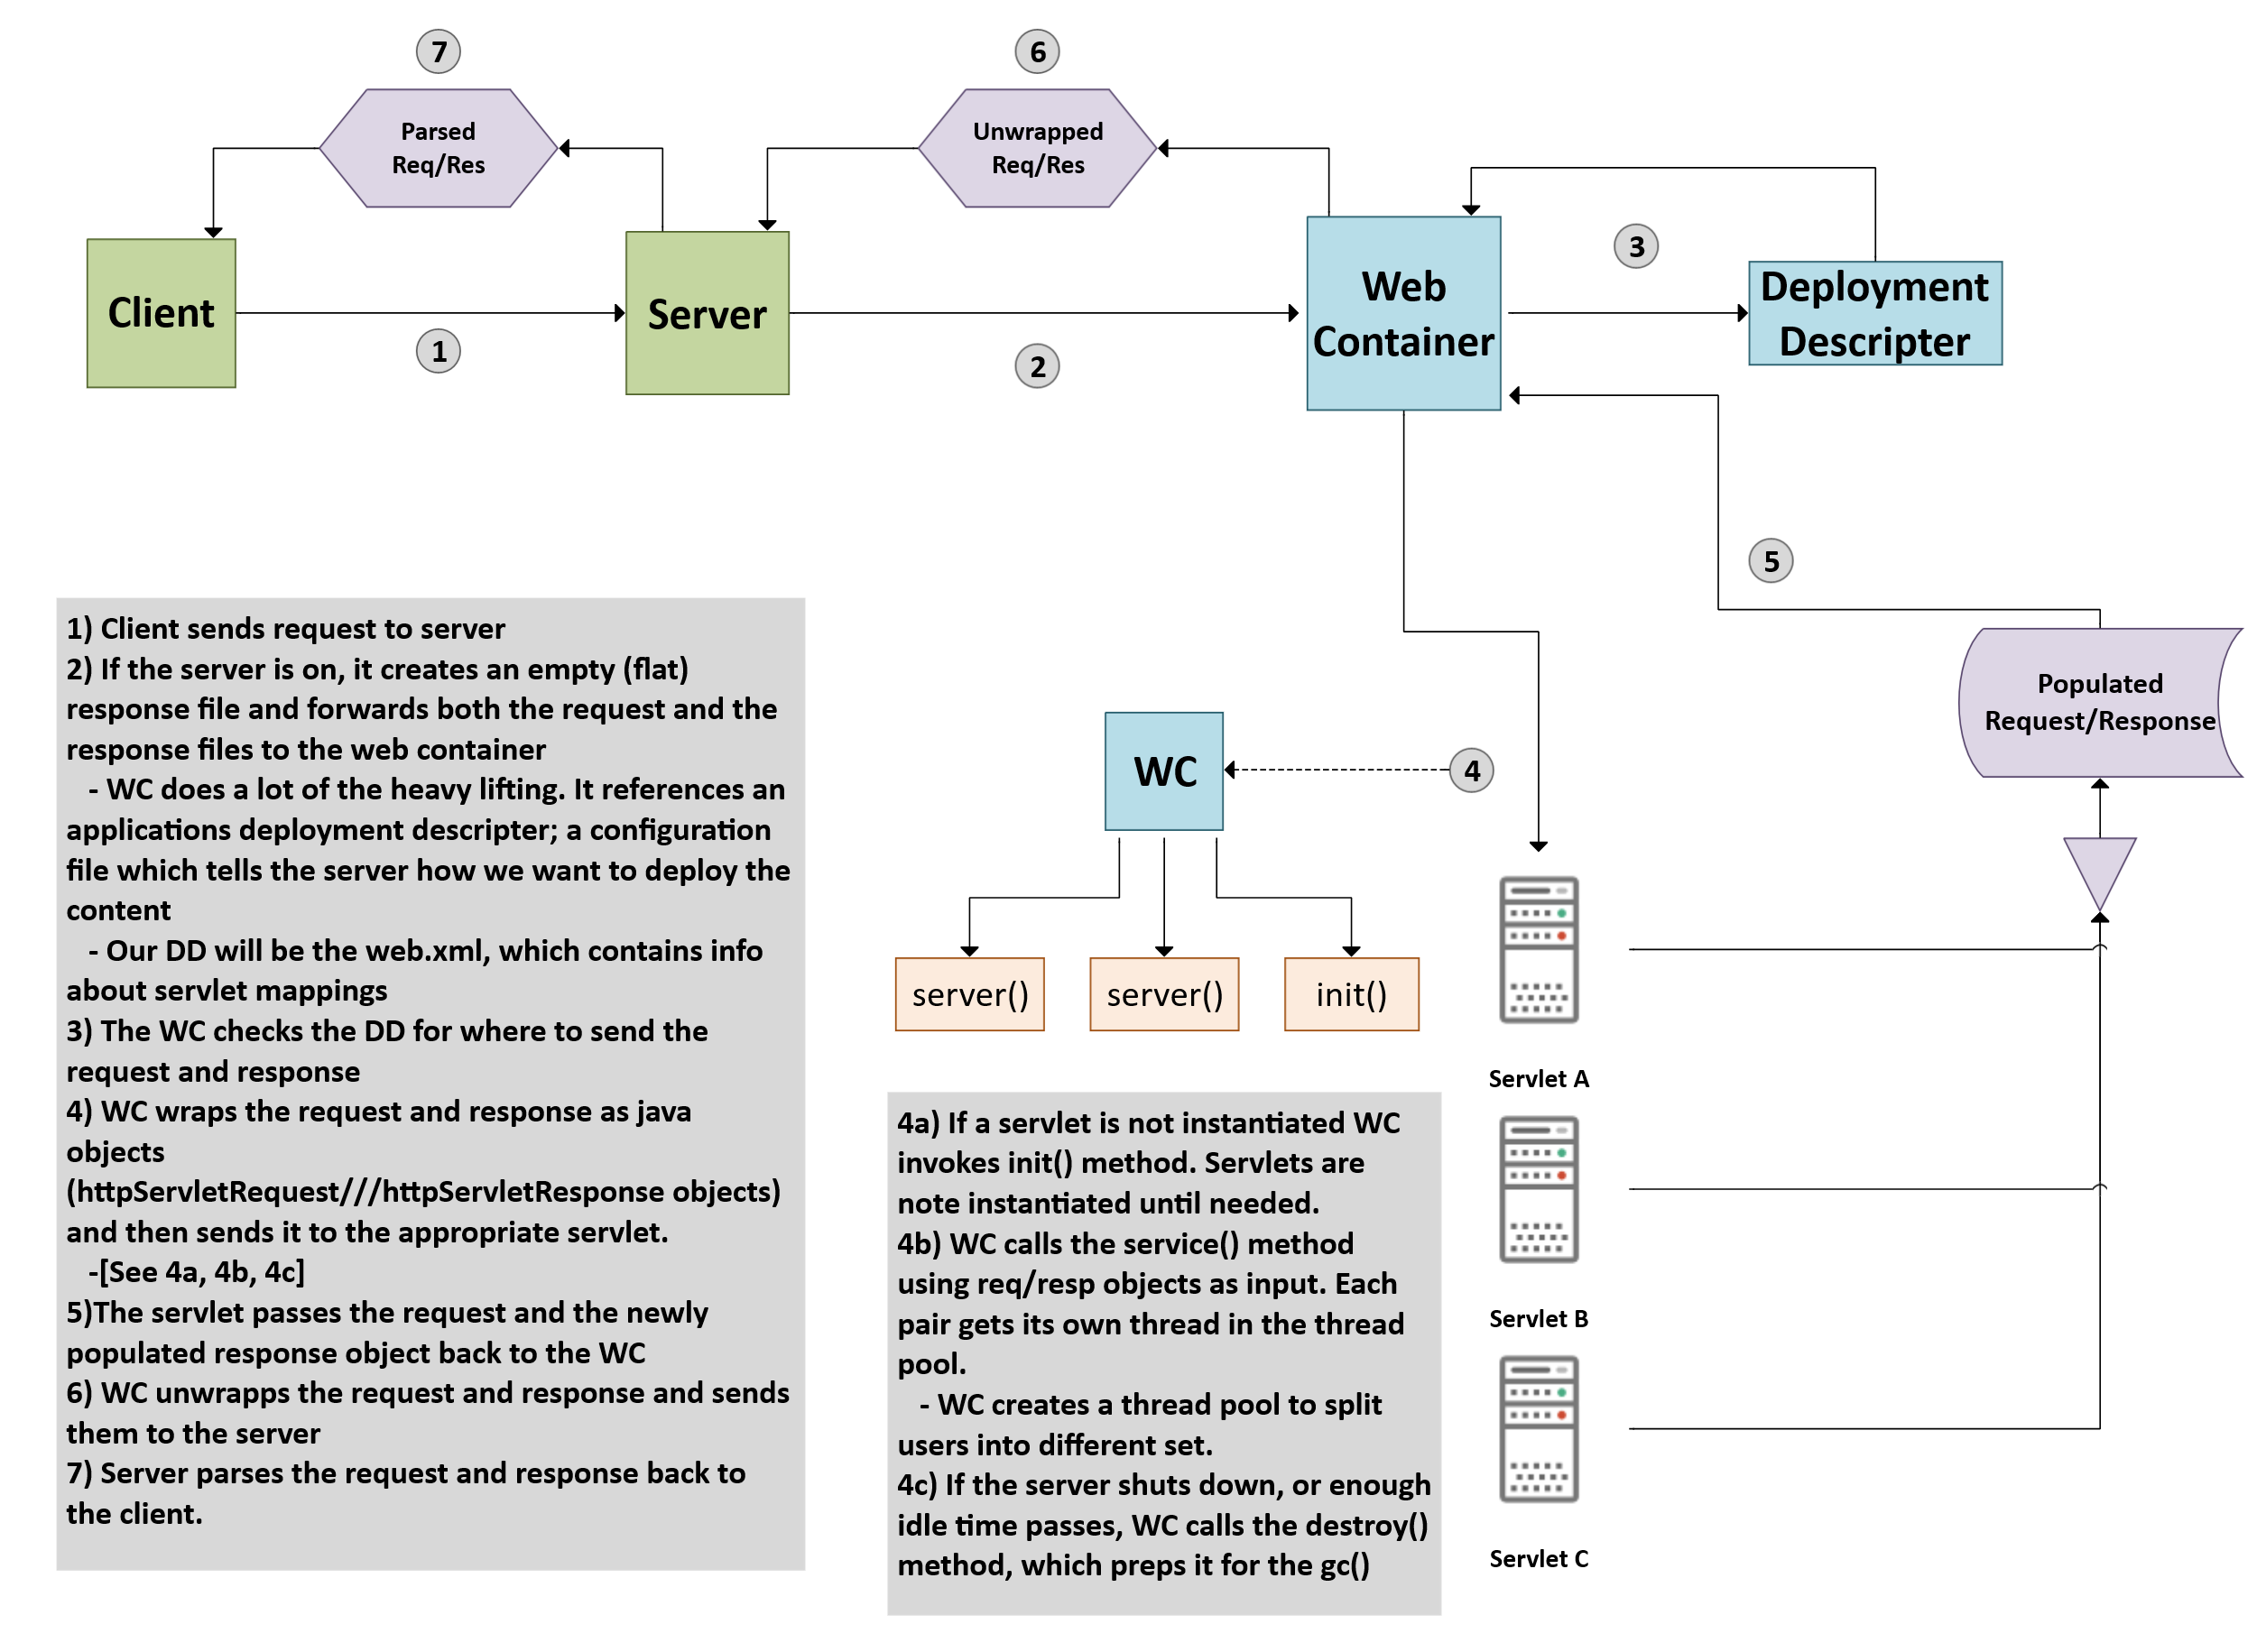 7
6
Parsed
Req/Res
Unwrapped
Req/Res
3
Client
Server
Web
Container
Deployment
Descripter
1
2
5
Populated
Request/Response
WC
4
server()
server()
init()
Servlet A
Servlet B
Servlet C
1) Client sends request to server
2) If the server is on, it creates an empty (flat)
response file and forwards both the request and the
response files to the web container
- WC does a lot of the heavy lifting. It references an
applications deployment descripter; a configuration
file which tells the server how we want to deploy the
content
- Our DD will be the web.xml, which contains info
about servlet mappings
3) The WC checks the DD for where to send the
request and response
4) WC wraps the request and response as java
objects
(httpServletRequest///httpServletResponse objects)
and then sends it to the appropriate servlet.
-[See 4a, 4b, 4c]
5)The servlet passes the request and the newly
populated response object back to the WC
6) WC unwrapps the request and response and sends
them to the server
7) Server parses the request and response back to
the client.
4a) If a servlet is not instantiated WC
invokes init() method. Servlets are
note instantiated until needed.
4b) WC calls the service() method
using req/resp objects as input. Each
pair gets its own thread in the thread
pool.
- WC creates a thread pool to split
users into different set.
4c) If the server shuts down, or enough
idle time passes, WC calls the destroy()
method, which preps it for the gc()